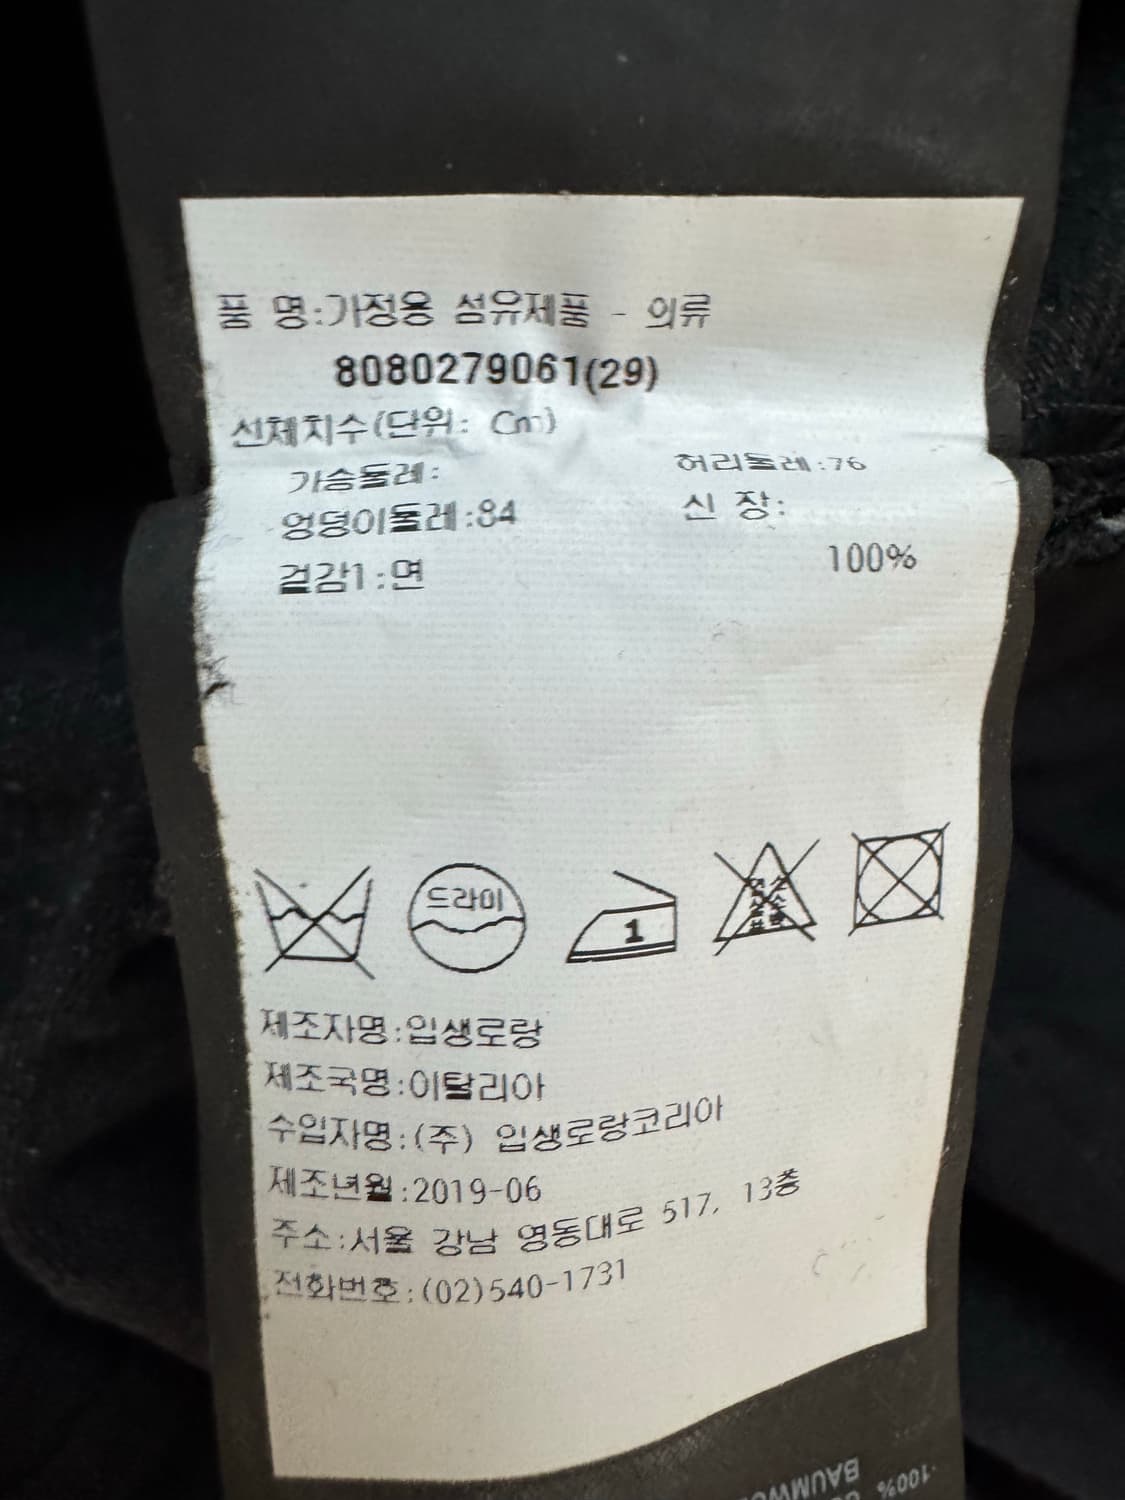 품 명:가정용 섬유제품 - 의류
8080279061(29)
신체치수(단위: Cm)
가슴둘레: 허리둘레:76
엉덩이둘레:84 신 장:
겉감1:면 100%
드라이
1
제조자명:입생로랑
제조국명:이탈리아
수입자명:(주) 입생로랑코리아
제조년월:2019-06
주소:서울 강남 영동대로 517, 13층
전화번호:(02)540-1731
100%